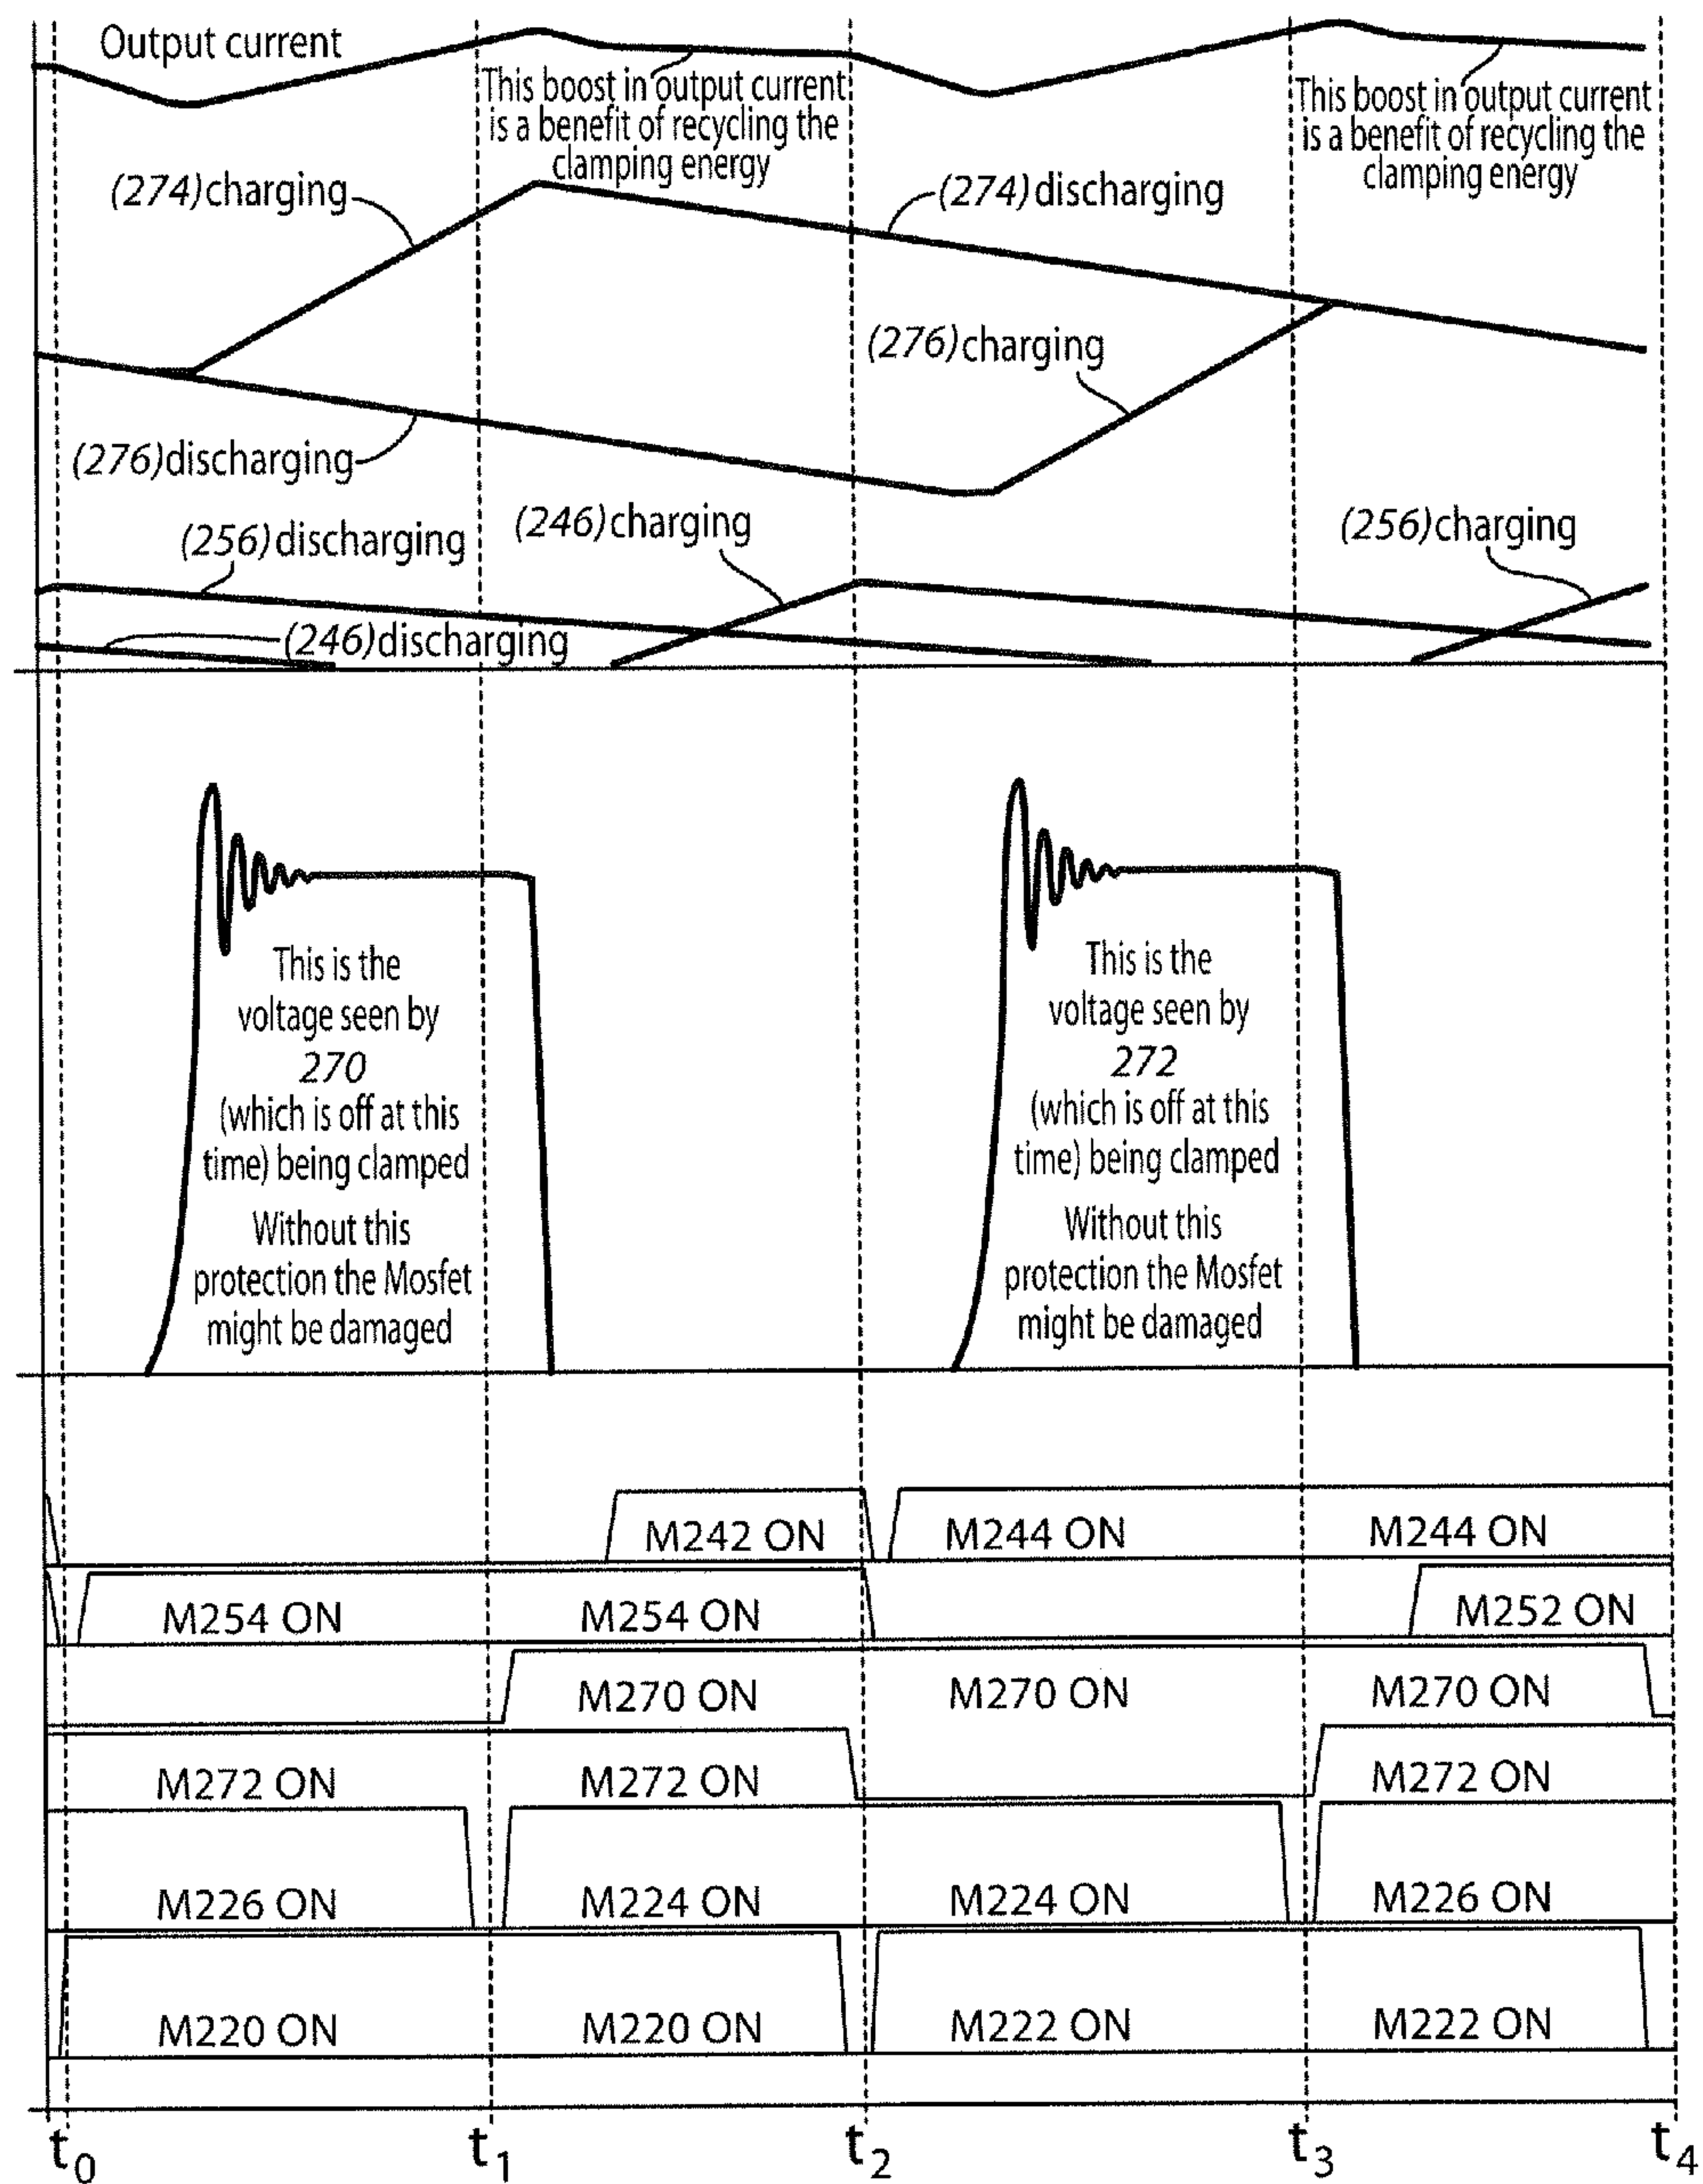 Output current
This boost in output current
is a benefit of recycling the
clamping energy
This boost in output current
is a benefit of recycling the
clamping energy
(274)charging
(274)discharging
(276)charging
(276)discharging
(246)charging
(256)charging
(256)discharging
(246)discharging
This is the
voltage seen by
270
(which is off at this
time) being clamped
Without this
protection the Mosfet
might be damaged
This is the
voltage seen by
272
(which is off at this
time) being clamped
Without this
protection the Mosfet
might be damaged
M242 ON M244 ON M244 ON
M254 ON M254 ON M252 ON
M270 ON M270 ON M270 ON
M272 ON M272 ON M272 ON
M226 ON M224 ON M224 ON M226 ON
M220 ON M220 ON M222 ON M222 ON
t0 t1 t2 t3 t4